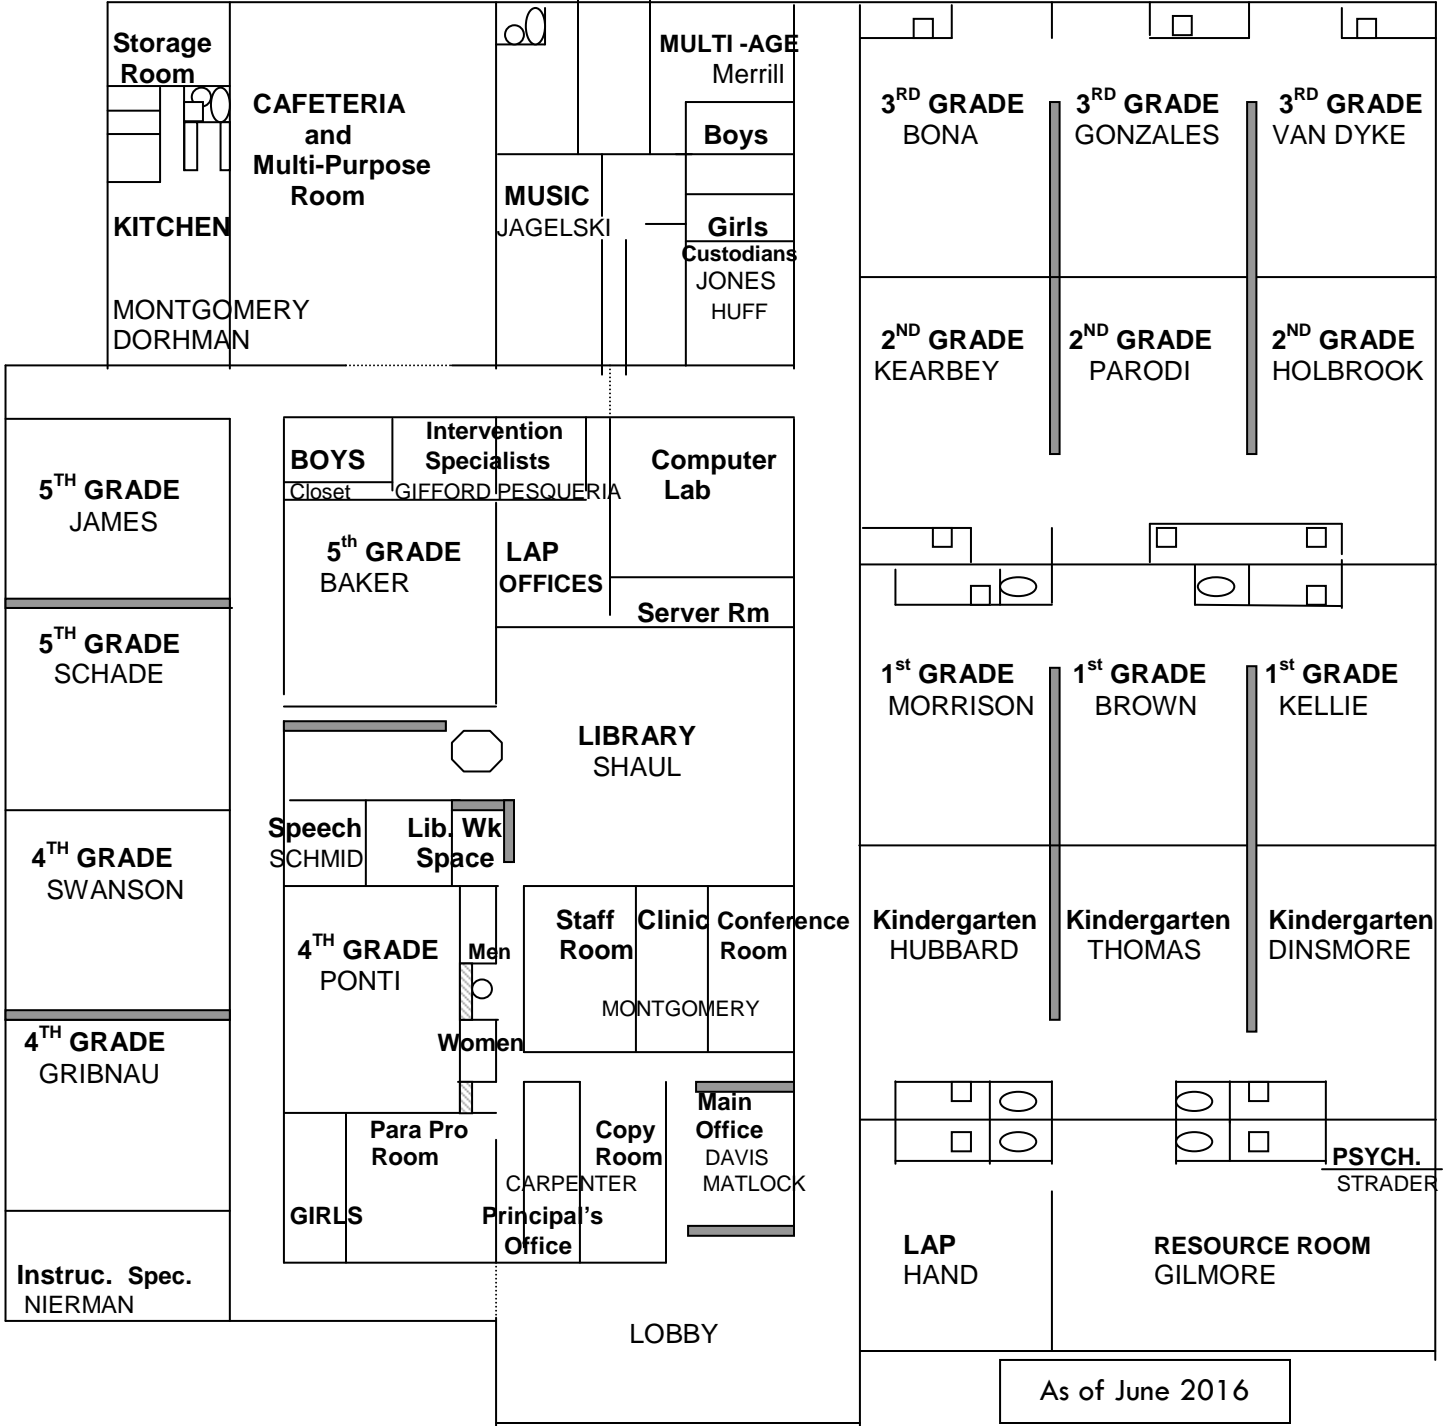 Storage
Room
CAFETERIA
and
Multi-Purpose
Room
KITCHEN
MONTGOMERY
DORHMAN
MUSIC
JAGELSKI
MULTI -AGE
Merrill
Boys
Girls
Custodians
JONES
HUFF
3RD GRADE
BONA
3RD GRADE
GONZALES
3RD GRADE
VAN DYKE
2ND GRADE
KEARBEY
2ND GRADE
PARODI
2ND GRADE
HOLBROOK
5TH GRADE
JAMES
5TH GRADE
SCHADE
4TH GRADE
SWANSON
4TH GRADE
GRIBNAU
Instruc. Spec.
NIERMAN
BOYS
Closet
Intervention
Specialists
GIFFORD PESQUERIA
Computer
Lab
5th GRADE
BAKER
LAP
OFFICES
Server Rm
LIBRARY
SHAUL
Speech
SCHMID
Lib. Wk
Space
4TH GRADE
PONTI
Men
Women
Staff
Room
Clinic
Conference
Room
MONTGOMERY
GIRLS
Para Pro
Room
CARPENTER
Principal's
Office
Copy
Room
Main
Office
DAVIS
MATLOCK
LOBBY
1st GRADE
MORRISON
1st GRADE
BROWN
1st GRADE
KELLIE
Kindergarten
HUBBARD
Kindergarten
THOMAS
Kindergarten
DINSMORE
PSYCH.
STRADER
LAP
HAND
RESOURCE ROOM
GILMORE
As of June 2016